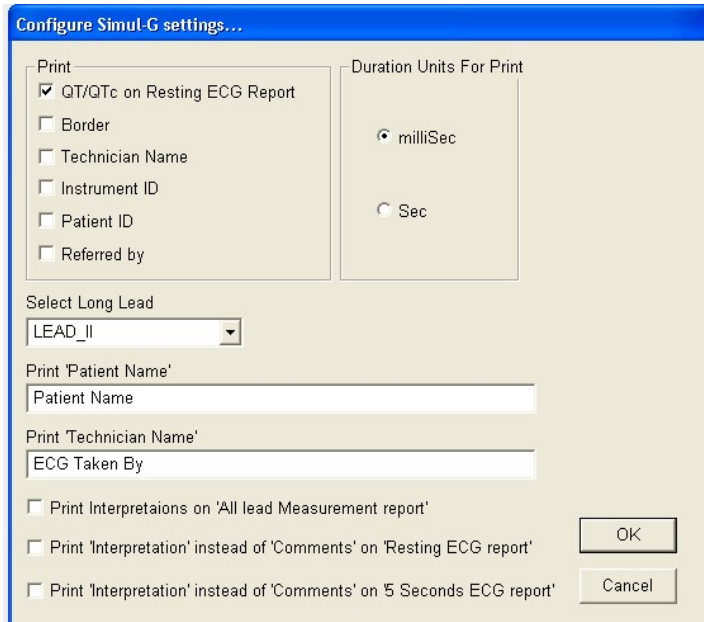 Configure Simul-G settings...
Print
QT/QTc on Resting ECG Report
Border
Technician Name
Instrument ID
Patient ID
Referred by
Duration Units For Print
milliSec
Sec
Select Long Lead
LEAD_II
Print 'Patient Name'
Patient Name
Print 'Technician Name'
ECG Taken By
Print Interpretaions on 'All lead Measurement report'
Print 'Interpretation' instead of 'Comments' on 'Resting ECG report'
Print 'Interpretation' instead of 'Comments' on '5 Seconds ECG report'
OK
Cancel